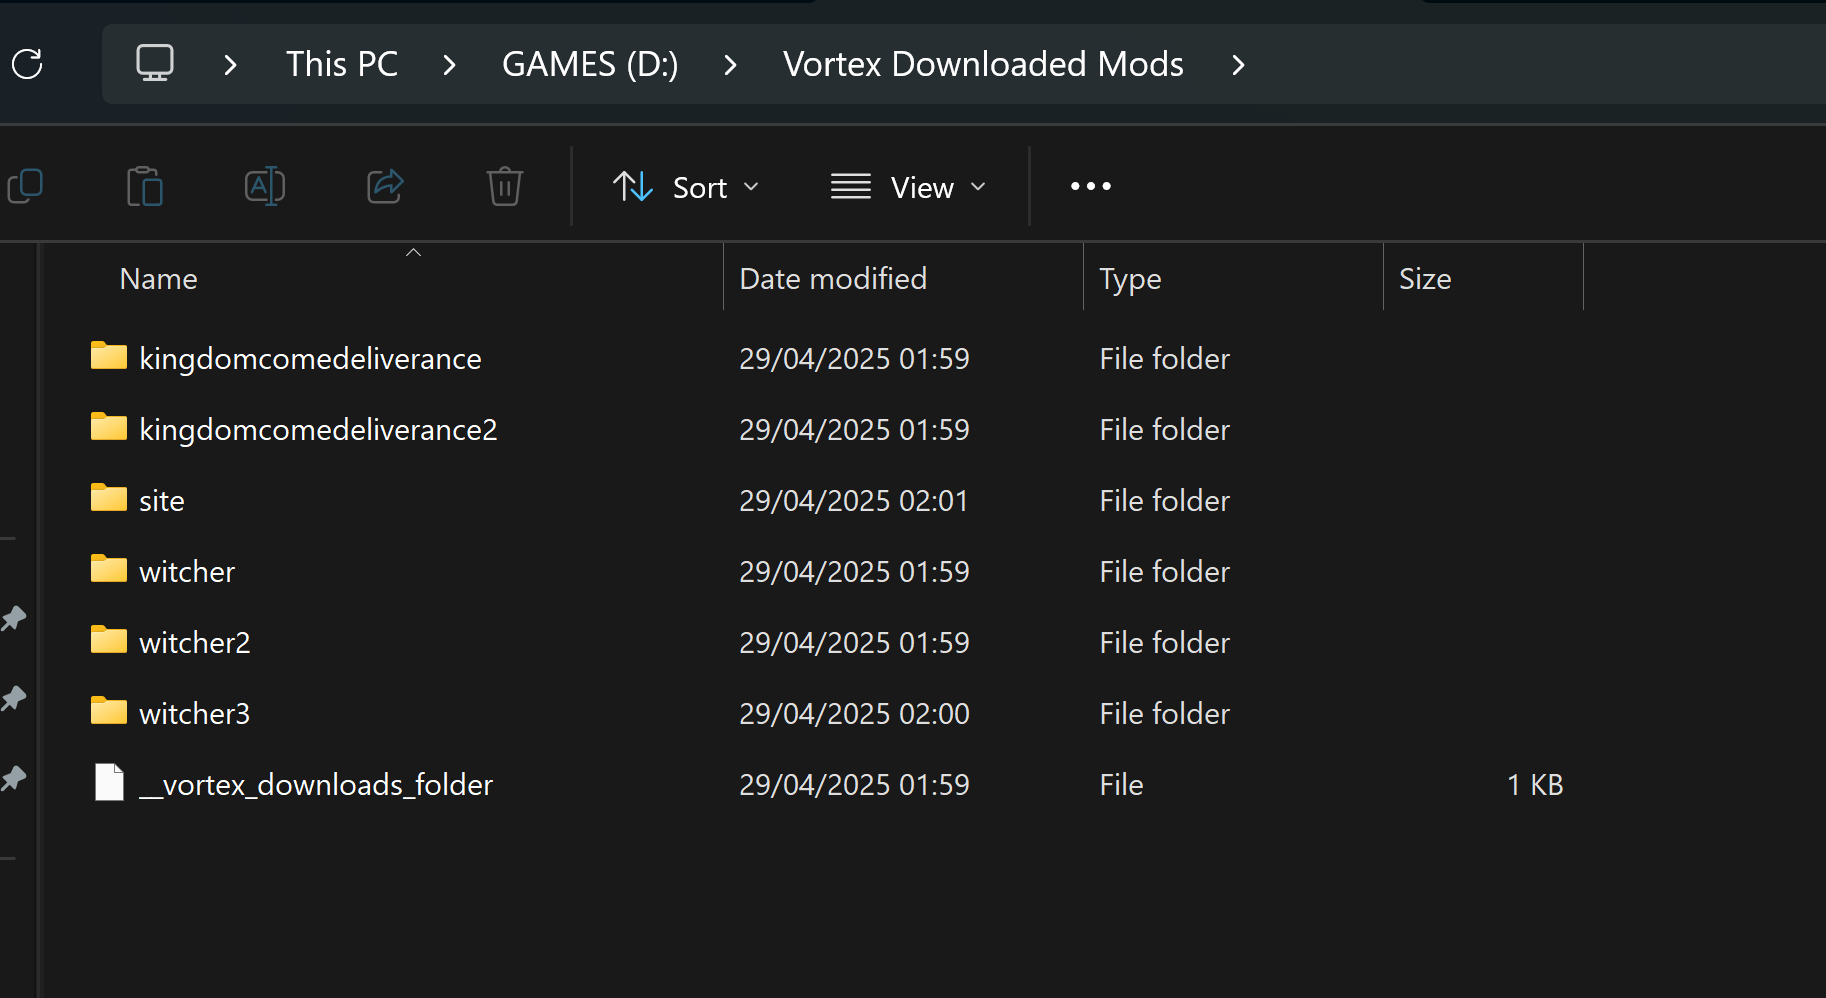 This PC > GAMES (D:) > Vortex Downloaded Mods >
Sort View
Name Date modified Type Size
kingdomcomedeliverance 29/04/2025 01:59 File folder
kingdomcomedeliverance2 29/04/2025 01:59 File folder
site 29/04/2025 02:01 File folder
witcher 29/04/2025 01:59 File folder
witcher2 29/04/2025 01:59 File folder
witcher3 29/04/2025 02:00 File folder
__vortex_downloads_folder 29/04/2025 01:59 File 1 KB